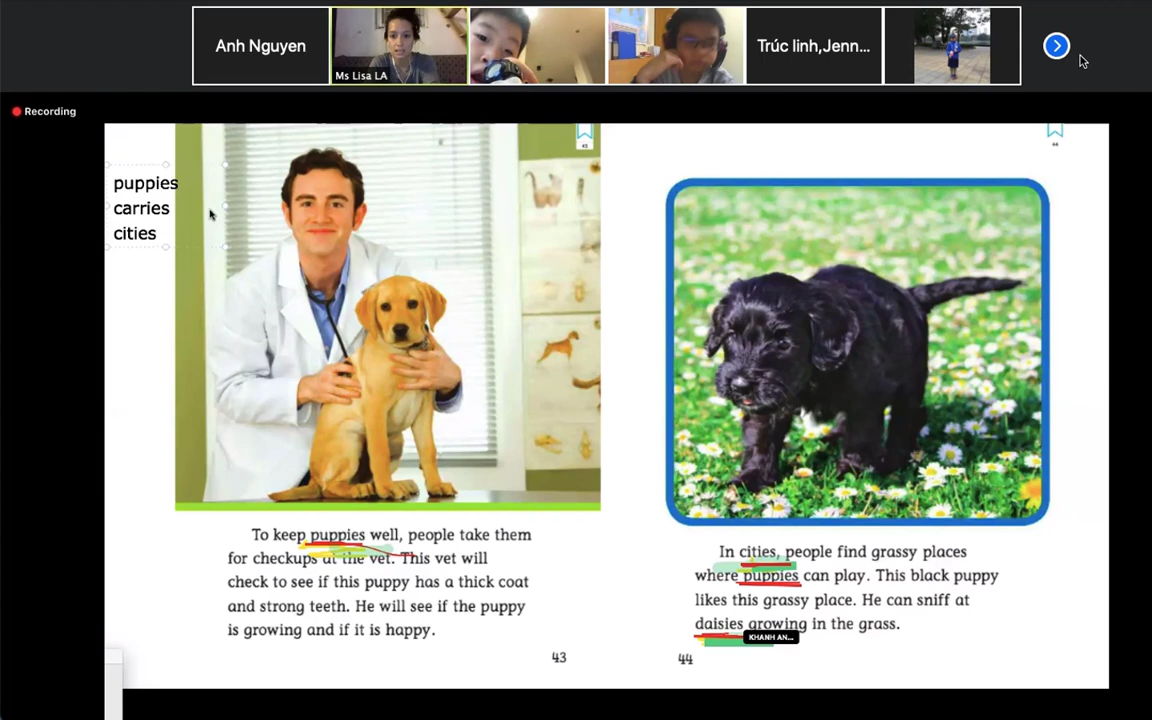 Anh Nguyen
Ms Lisa LA
Trúc linh,Jenn...
Recording
43
44
puppies
carries
cities
To keep puppies well, people take them
for checkups at the vet. This vet will
check to see if this puppy has a thick coat
and strong teeth. He will see if the puppy
is growing and if it is happy.
43
In cities, people find grassy places
where puppies can play. This black puppy
likes this grassy place. He can sniff at
daisies growing in the grass.
KHANH AN...
44